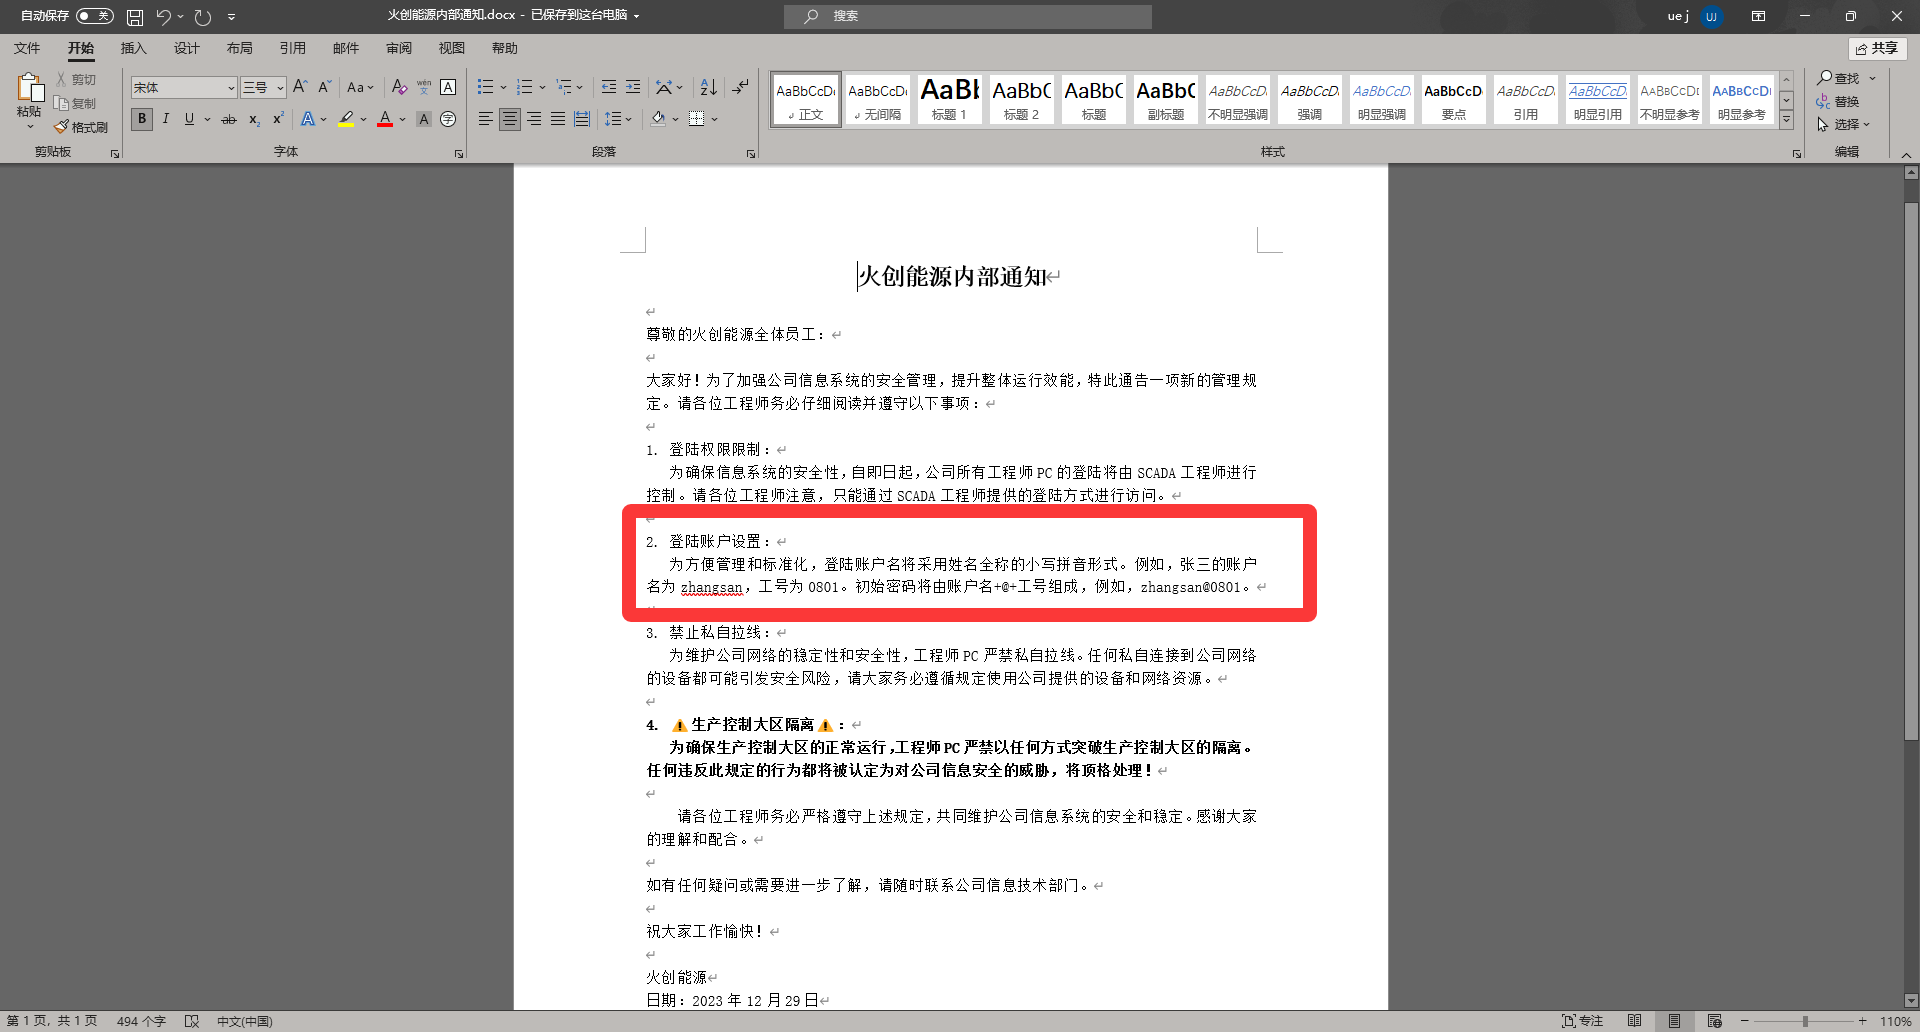 自动保存 关 火创能源内部通知.docx - 已保存到这台电脑 搜索 ue j UJ
文件 开始 插入 设计 布局 引用 邮件 审阅 视图 帮助 共享
粘贴 剪切 复制 格式刷 剪贴板
宋体 三号 字体
段落
AaBbCcDi AaBbCcDi AaBb AaBbC AaBbC AaBbC AaBbCcD. AaBbCcD. AaBbCcD. AaBbCcD. AaBbCcD. AaBbCcD. AaBbCcDi AaBbCcDi
正文 无间隔 标题 1 标题 2 标题 副标题 不明显强调 强调 明显强调 要点 引用 明显引用 不明显参考 明显参考
样式
查找 替换 选择 编辑
火创能源内部通知
尊敬的火创能源全体员工：
大家好！为了加强公司信息系统的安全管理，提升整体运行效能，特此通告一项新的管理规
定。请各位工程师务必仔细阅读并遵守以下事项：
1. 登陆权限限制：
为确保信息系统的安全性，自即日起，公司所有工程师 PC 的登陆将由 SCADA 工程师进行
控制。请各位工程师注意，只能通过 SCADA 工程师提供的登陆方式进行访问。
2. 登陆账户设置：
为方便管理和标准化，登陆账户名将采用姓名全称的小写拼音形式。例如，张三的账户
名为 zhangsan，工号为 0801。初始密码将由账户名+@+工号组成，例如，zhangsan@0801。
3. 禁止私自拉线：
为维护公司网络的稳定性和安全性，工程师 PC 严禁私自拉线。任何私自连接到公司网络
的设备都可能引发安全风险，请大家务必遵循规定使用公司提供的设备和网络资源。
4. ⚠生产控制大区隔离⚠：
为确保生产控制大区的正常运行，工程师 PC 严禁以任何方式突破生产控制大区的隔离。
任何违反此规定的行为都将被认定为对公司信息安全的威胁，将顶格处理！
请各位工程师务必严格遵守上述规定，共同维护公司信息系统的安全和稳定。感谢大家
的理解和配合。
如有任何疑问或需要进一步了解，请随时联系公司信息技术部门。
祝大家工作愉快！
火创能源
日期：2023 年 12 月 29 日
第 1 页，共 1 页 494 个字 中文(中国) 专注 110%